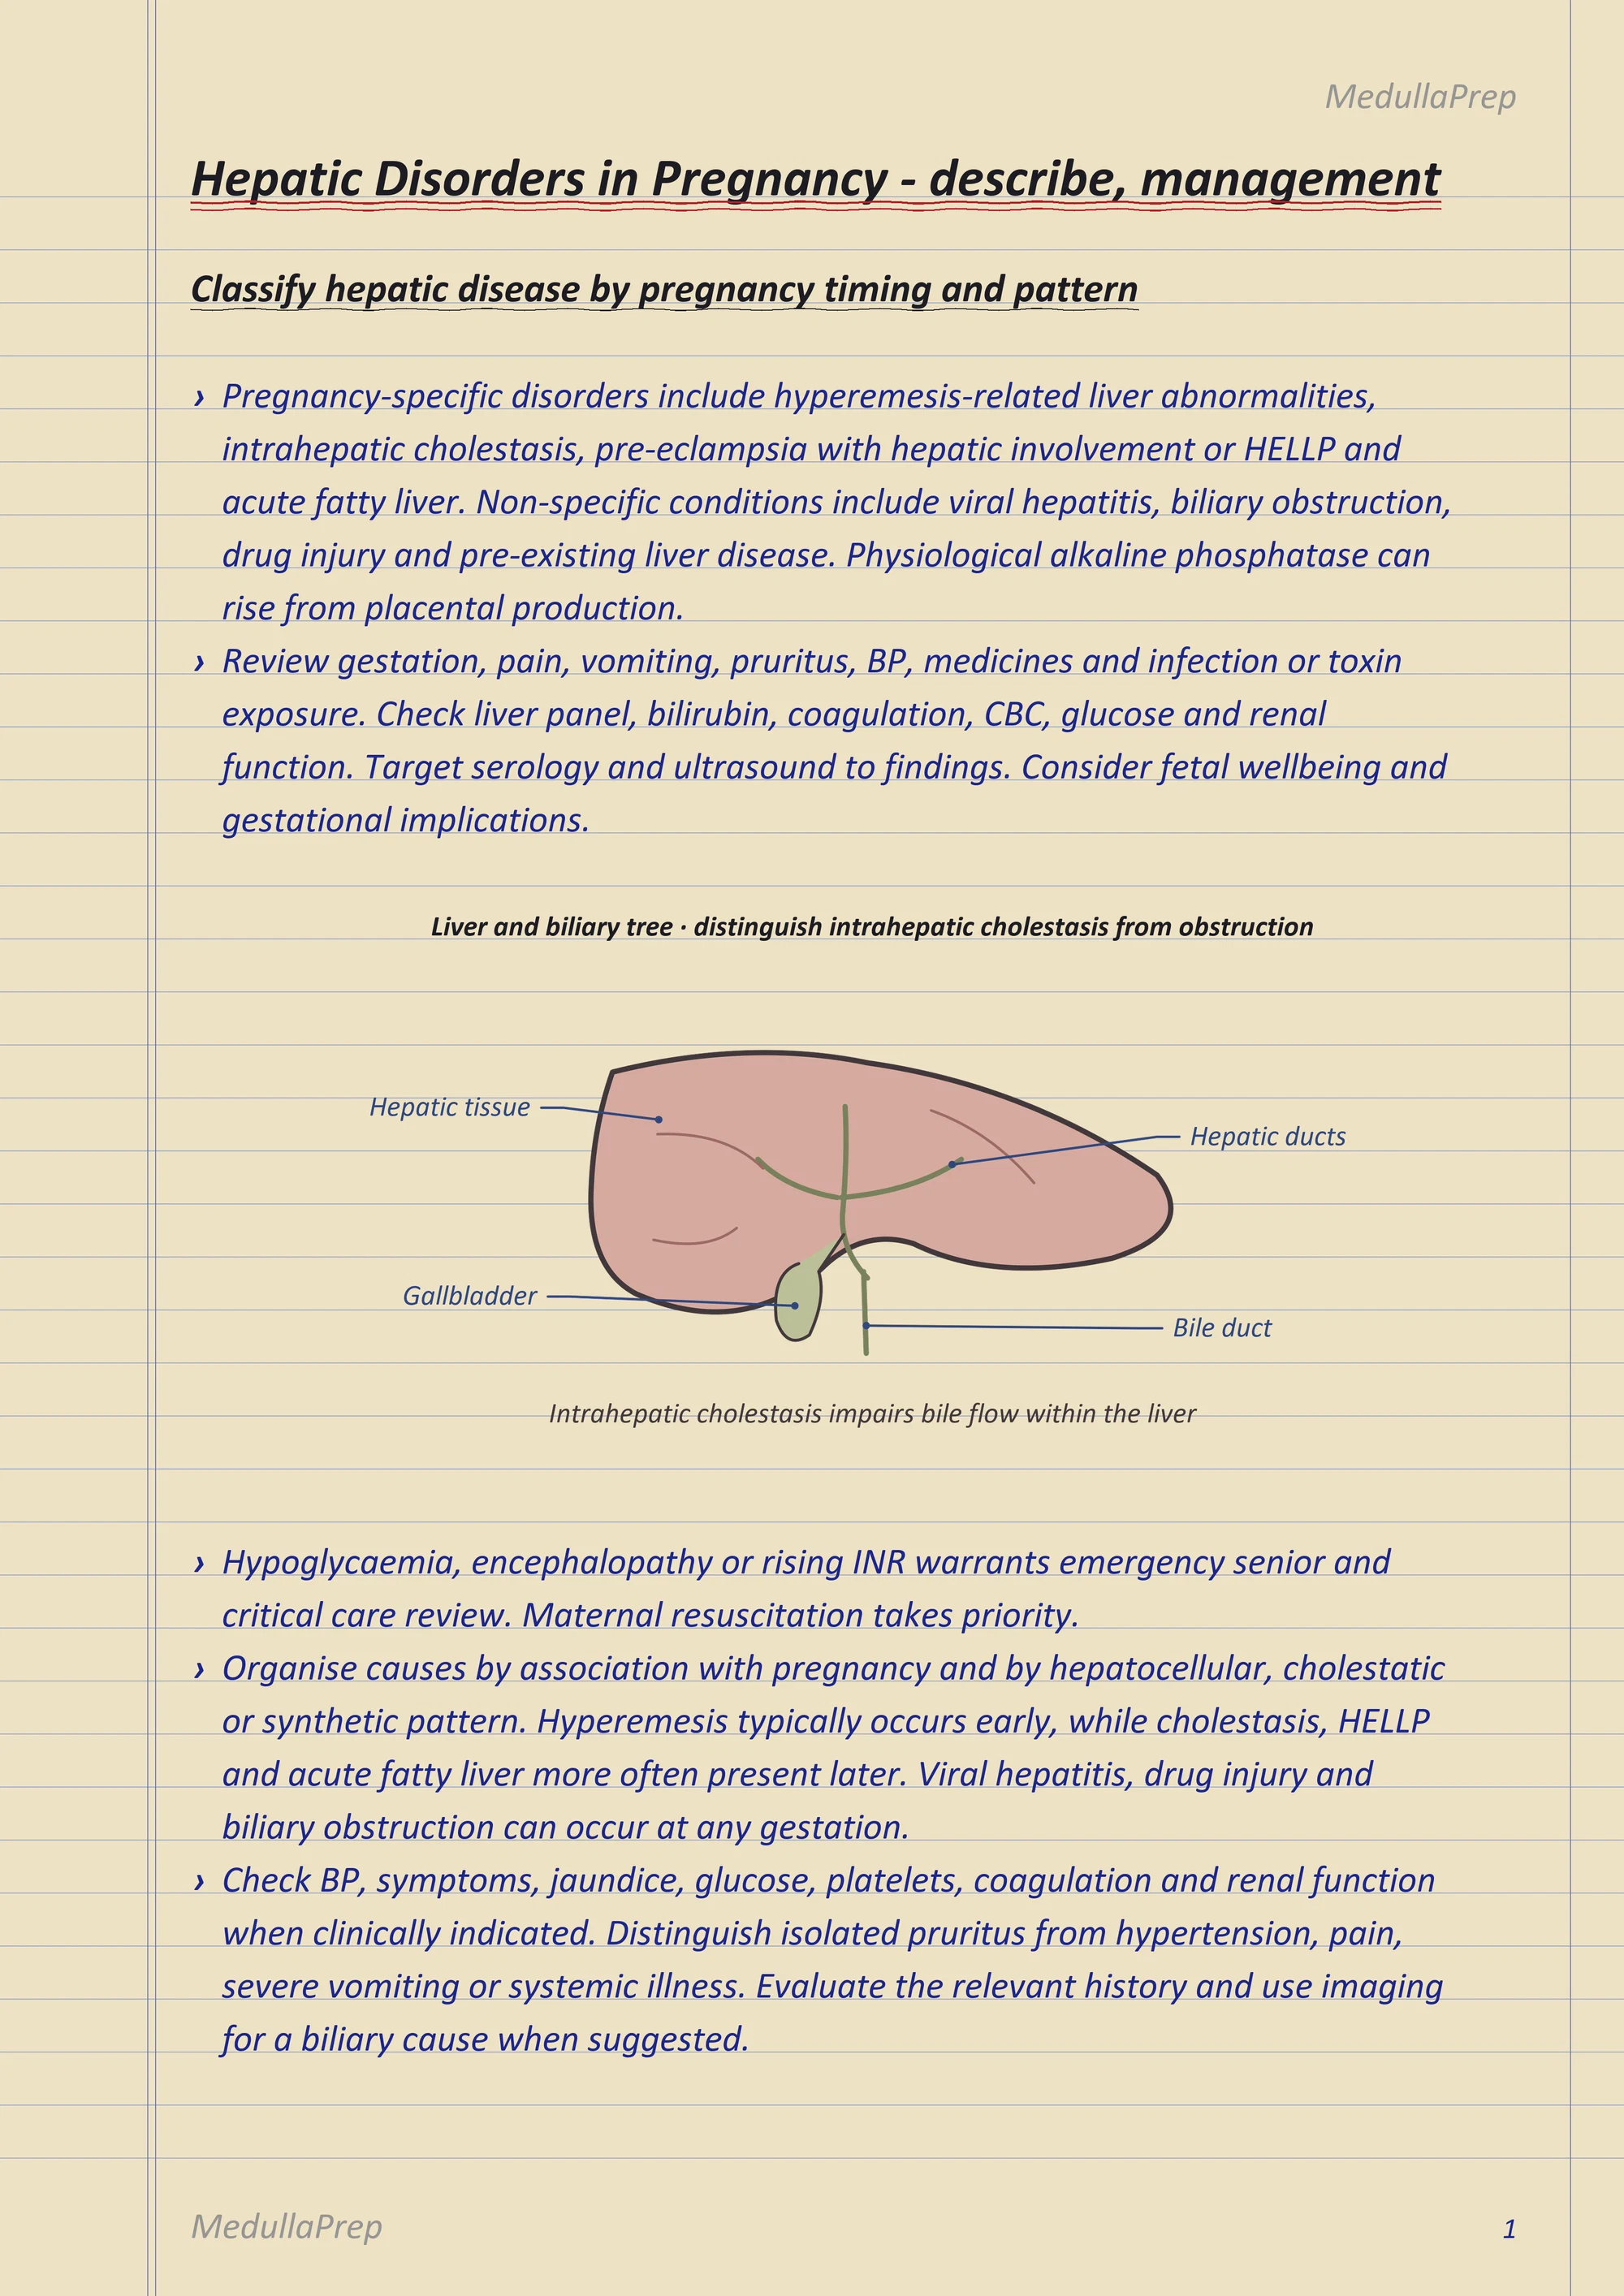 MedullaPrep
Hepatic Disorders in Pregnancy - describe, management
Classify hepatic disease by pregnancy timing and pattern
› Pregnancy-specific disorders include hyperemesis-related liver abnormalities,
intrahepatic cholestasis, pre-eclampsia with hepatic involvement or HELLP and
acute fatty liver. Non-specific conditions include viral hepatitis, biliary obstruction,
drug injury and pre-existing liver disease. Physiological alkaline phosphatase can
rise from placental production.
› Review gestation, pain, vomiting, pruritus, BP, medicines and infection or toxin
exposure. Check liver panel, bilirubin, coagulation, CBC, glucose and renal
function. Target serology and ultrasound to findings. Consider fetal wellbeing and
gestational implications.
Liver and biliary tree · distinguish intrahepatic cholestasis from obstruction
Hepatic tissue
Hepatic ducts
Gallbladder
Bile duct
Intrahepatic cholestasis impairs bile flow within the liver
› Hypoglycaemia, encephalopathy or rising INR warrants emergency senior and
critical care review. Maternal resuscitation takes priority.
› Organise causes by association with pregnancy and by hepatocellular, cholestatic
or synthetic pattern. Hyperemesis typically occurs early, while cholestasis, HELLP
and acute fatty liver more often present later. Viral hepatitis, drug injury and
biliary obstruction can occur at any gestation.
› Check BP, symptoms, jaundice, glucose, platelets, coagulation and renal function
when clinically indicated. Distinguish isolated pruritus from hypertension, pain,
severe vomiting or systemic illness. Evaluate the relevant history and use imaging
for a biliary cause when suggested.
MedullaPrep
1